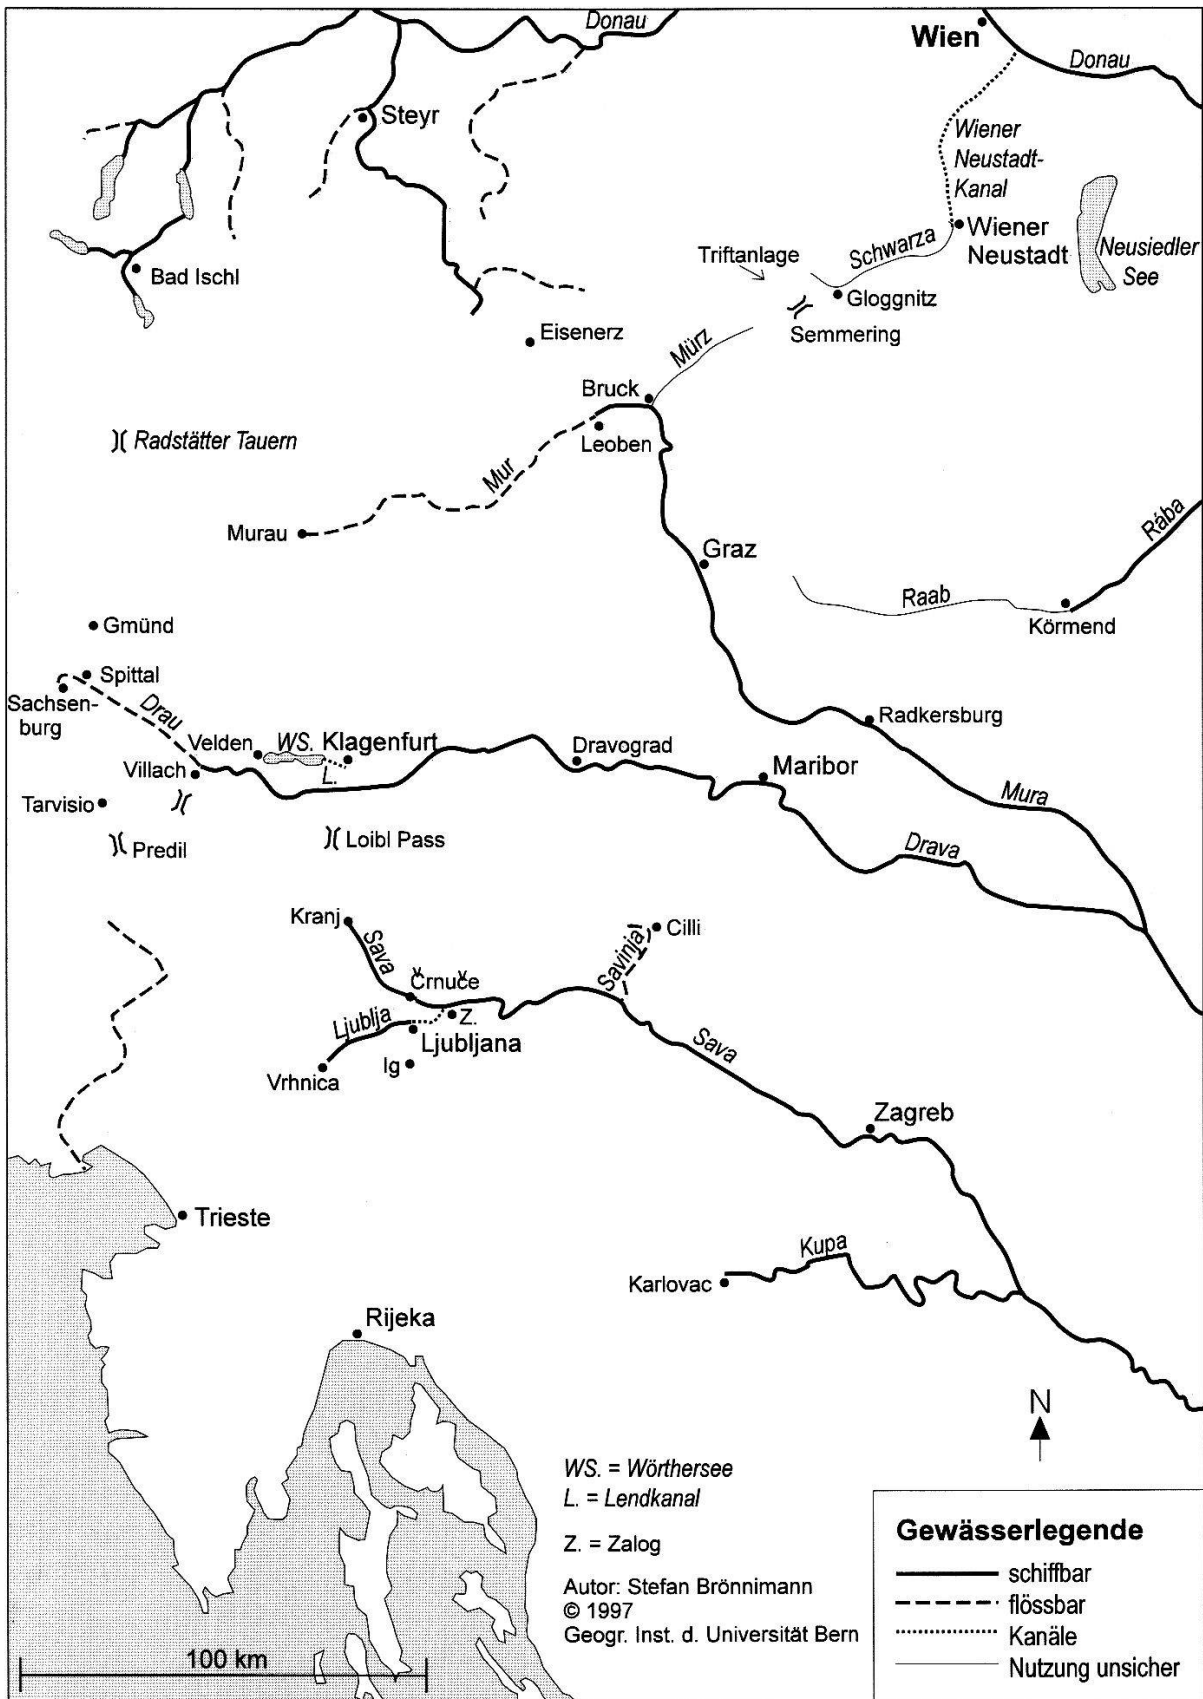 Donau
Wien
Donau
Steyr
Wiener
Neustadt-
Kanal
Wiener
Neustadt
Schwarza
Neusiedler
See
Triftanlage
Bad Ischl
Gloggnitz
Semmering
Eisenerz
Mürz
Bruck
Leoben
Radstätter Tauern
Mur
Murau
Graz
Rába
Raab
Körmend
Gmünd
Spittal
Sachsen-
burg
Drau
Radkersburg
Velden
WS. Klagenfurt
L.
Villach
Dravograd
Maribor
Tarvisio
Mura
Predil
Loibl Pass
Drava
Kranj
Sava
Cilli
Savinja
Črnuče
Z.
Ljublja
Ljubljana
Ig
Vrhnica
Sava
Zagreb
Trieste
Kupa
Karlovac
Rijeka
N
WS. = Wörthersee
L. = Lendkanal
Z. = Zalog
Autor: Stefan Brönnimann
© 1997
Geogr. Inst. d. Universität Bern
100 km
Gewässerlegende
schiffbar
flössbar
Kanäle
Nutzung unsicher